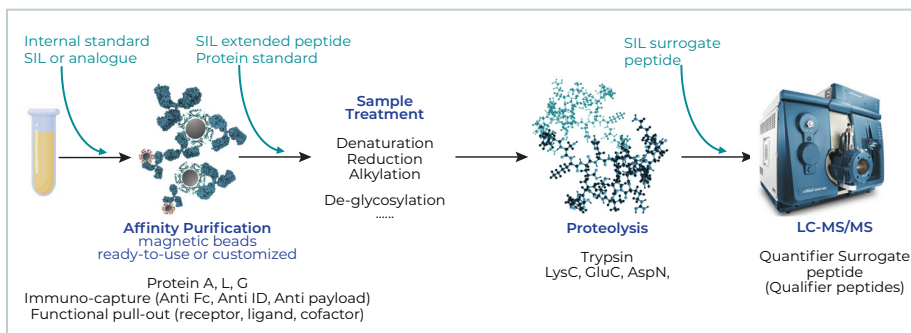 Internal standard
SIL or analogue
SIL extended peptide
Protein standard
SIL surrogate
peptide
Sample
Treatment
Denaturation
Reduction
Alkylation
De-glycosylation
......
Affinity Purification
magnetic beads
ready-to-use or customized
Protein A, L, G
Immuno-capture (Anti Fc, Anti ID, Anti payload)
Functional pull-out (receptor, ligand, cofactor)
Proteolysis
Trypsin
LysC, GluC, AspN,
LC-MS/MS
Quantifier Surrogate
peptide
(Qualifier peptides)